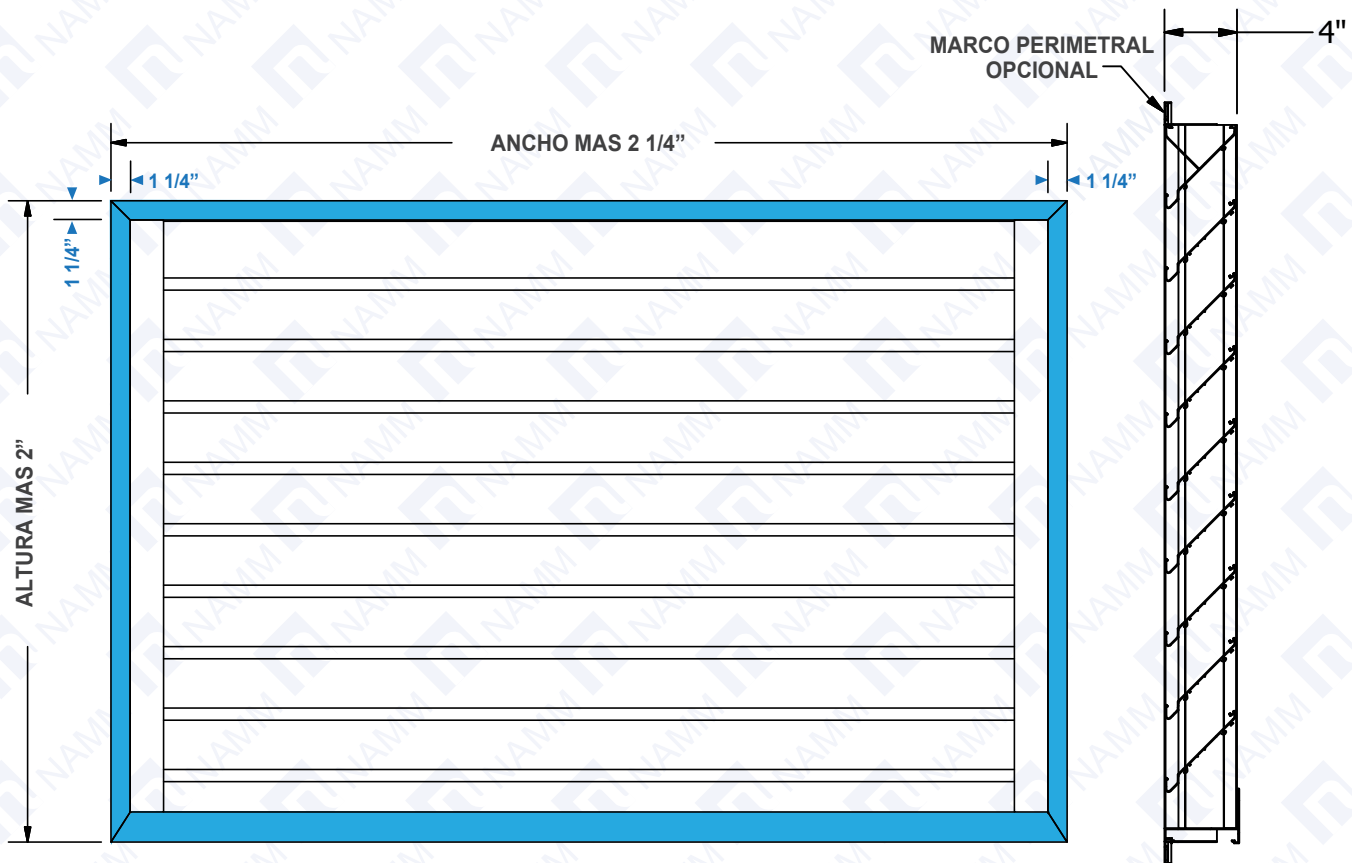 MARCO PERIMETRAL
OPCIONAL
4"
ANCHO MAS 2 1/4”
1 1/4”
1 1/4”
1 1/4”
ALTURA MAS 2”
NAMM